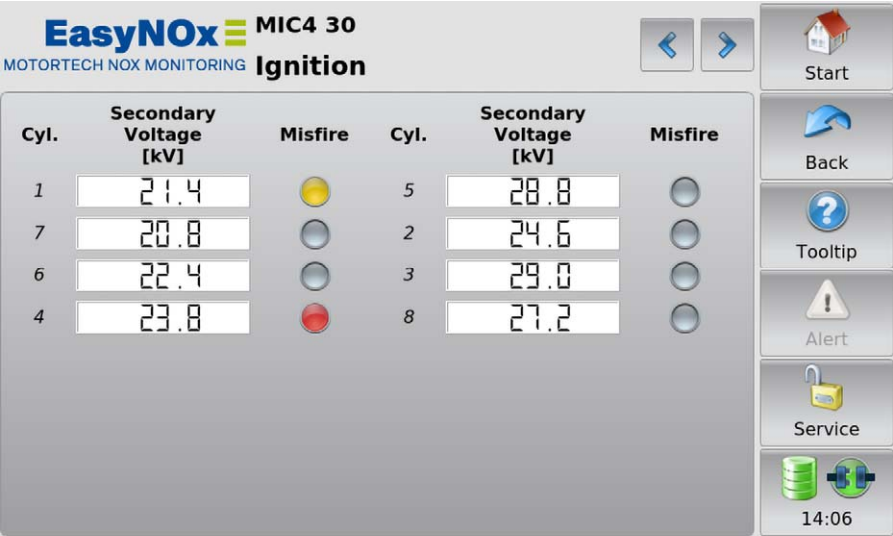 EasyNOx
MOTORTECH NOX MONITORING
MIC4 30
Ignition
Start
Cyl. Secondary Voltage [kV] Misfire Cyl. Secondary Voltage [kV] Misfire
1 21.4 5 28.8
7 20.8 2 24.6
6 22.4 3 29.0
4 23.8 8 27.2
Back
Tooltip
Alert
Service
14:06